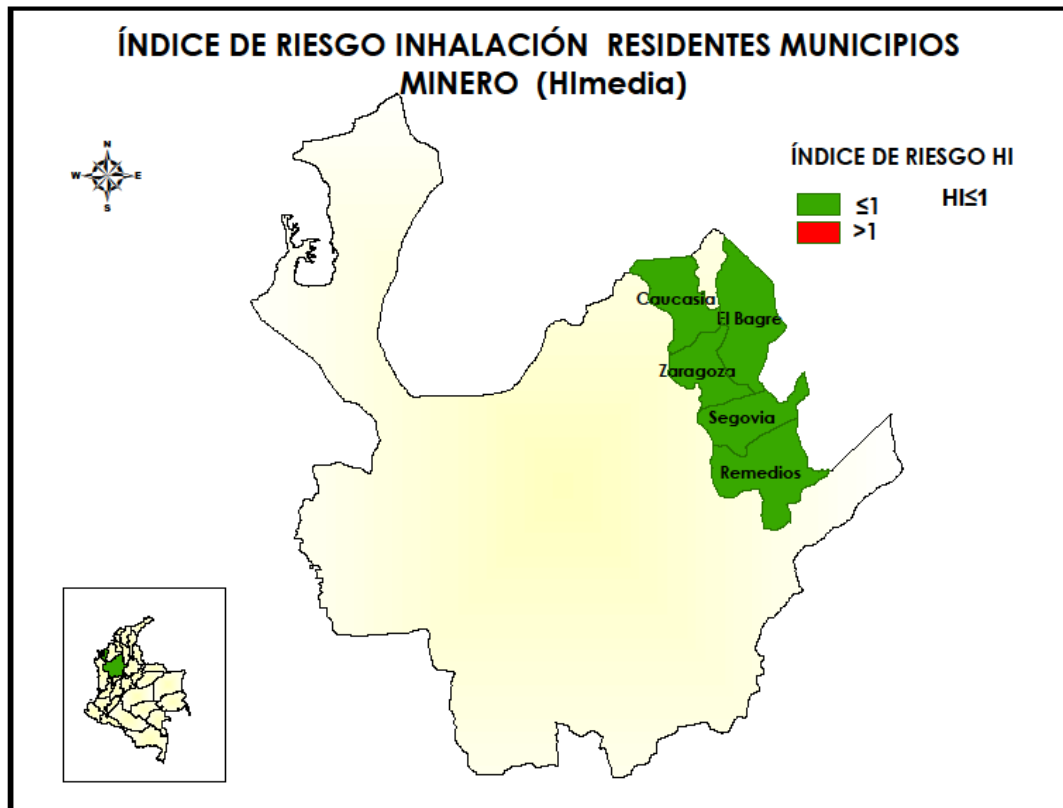 ÍNDICE DE RIESGO INHALACIÓN RESIDENTES MUNICIPIOS
MINERO (HImedia)
N
W E
S
ÍNDICE DE RIESGO HI
≤1 HI≤1
>1
Caucasia
El Bagre
Zaragoza
Segovia
Remedios